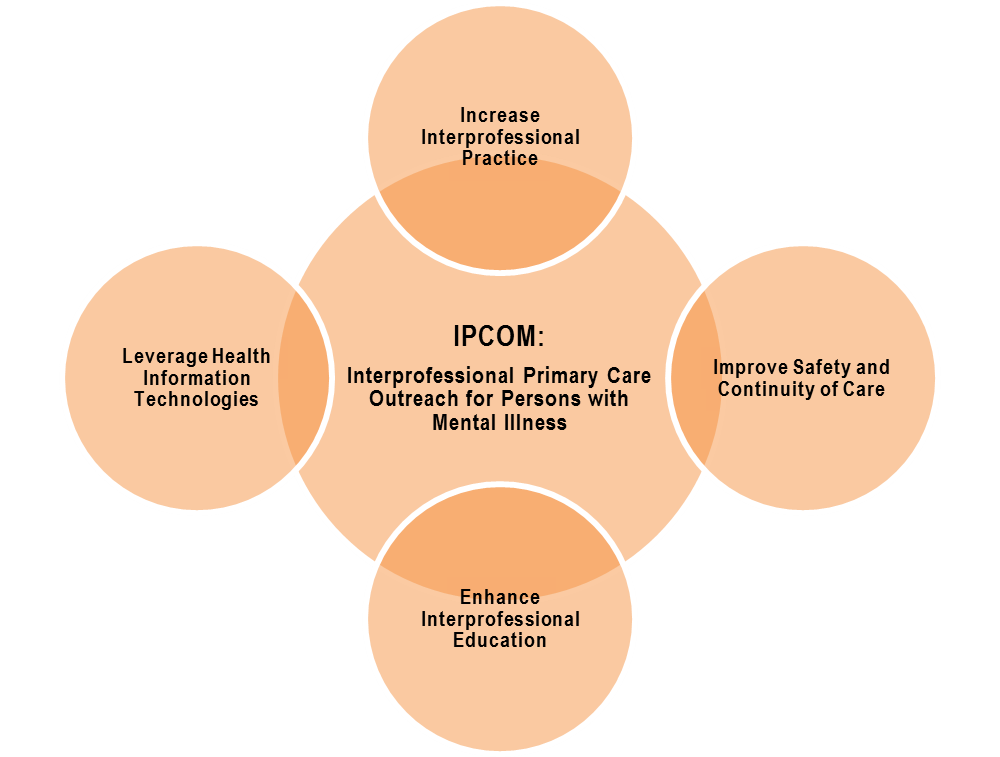 Increase
Interprofessional
Practice
Leverage Health
Information
Technologies
IPCOM:
Interprofessional Primary Care
Outreach for Persons with
Mental Illness
Improve Safety and
Continuity of Care
Enhance
Interprofessional
Education